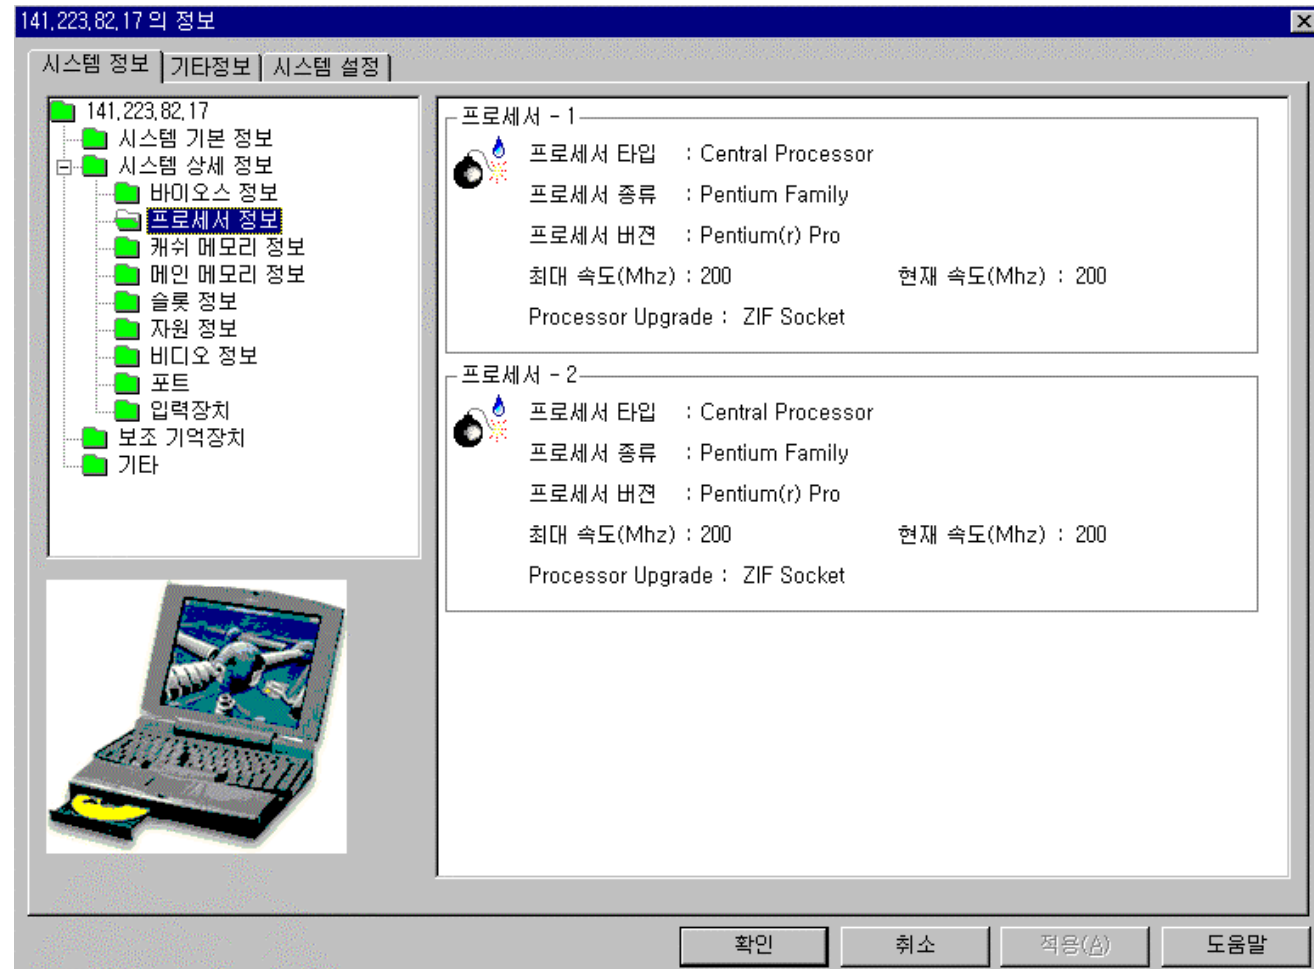 141,223,82,17 의 정보
시스템 정보 기타정보 시스템 설정
141,223,82,17
시스템 기본 정보
시스템 상세 정보
바이오스 정보
프로세서 정보
캐쉬 메모리 정보
메인 메모리 정보
슬롯 정보
자원 정보
비디오 정보
포트
입력장치
보조 기억장치
기타
프로세서 - 1
프로세서 타입 : Central Processor
프로세서 종류 : Pentium Family
프로세서 버젼 : Pentium(r) Pro
최대 속도(Mhz) : 200 현재 속도(Mhz) : 200
Processor Upgrade : ZIF Socket
프로세서 - 2
프로세서 타입 : Central Processor
프로세서 종류 : Pentium Family
프로세서 버젼 : Pentium(r) Pro
최대 속도(Mhz) : 200 현재 속도(Mhz) : 200
Processor Upgrade : ZIF Socket
확인 취소 적용(A) 도움말